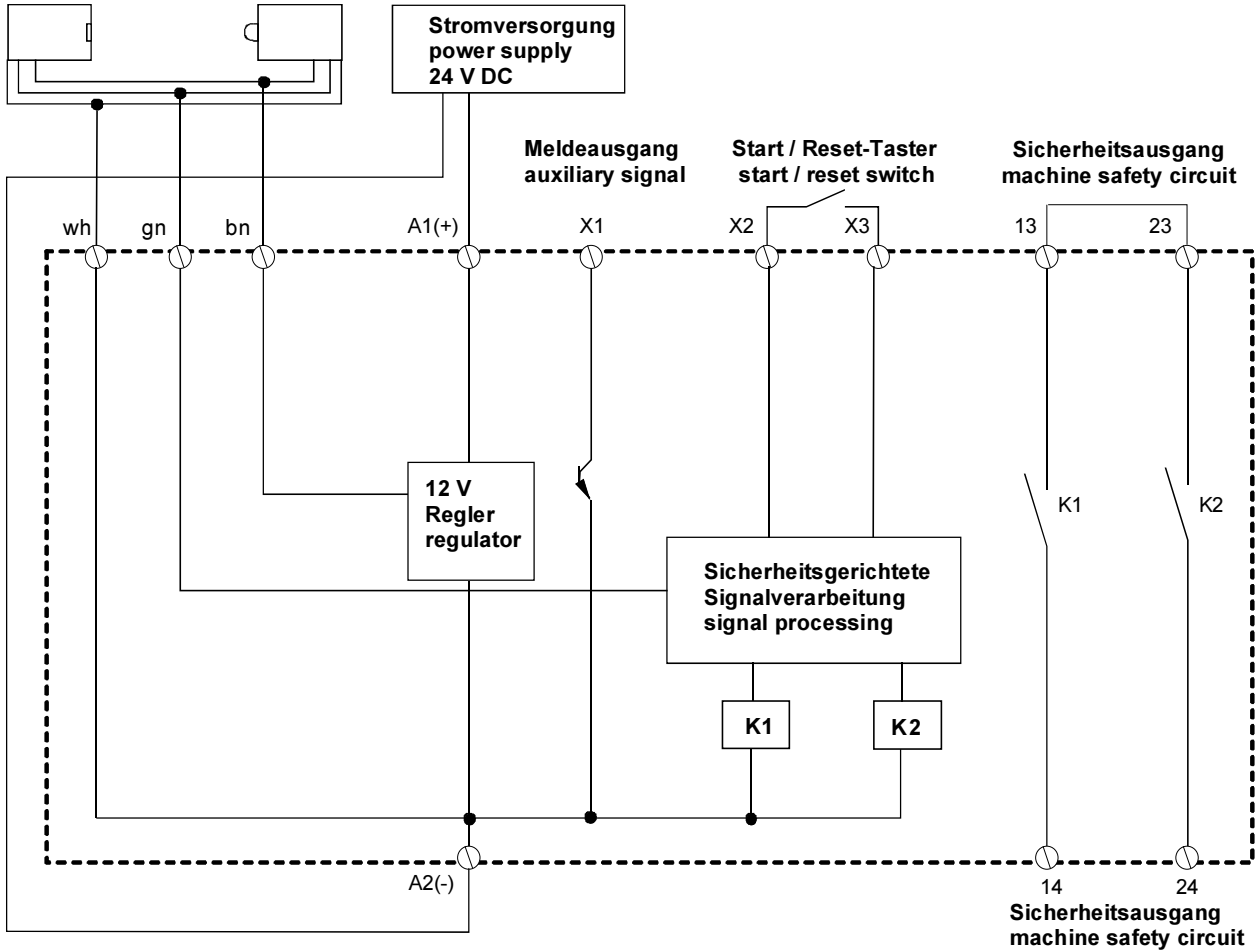 Stromversorgung
power supply
24 V DC
Meldeausgang
auxiliary signal
Start / Reset-Taster
start / reset switch
Sicherheitsausgang
machine safety circuit
wh
gn
bn
A1(+)
X1
X2
X3
13
23
12 V
Regler
regulator
K1
K2
Sicherheitsgerichtete
Signalverarbeitung
signal processing
K1
K2
A2(-)
14
24
Sicherheitsausgang
machine safety circuit